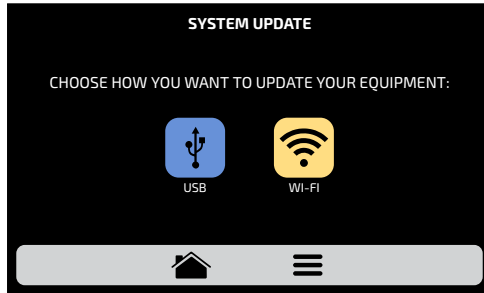 SYSTEM UPDATE
CHOOSE HOW YOU WANT TO UPDATE YOUR EQUIPMENT:
USB
WI-FI